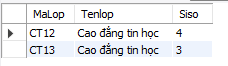 MaLop Tenlop Siso
CT12 Cao đẳng tin học 4
CT13 Cao đẳng tin học 3